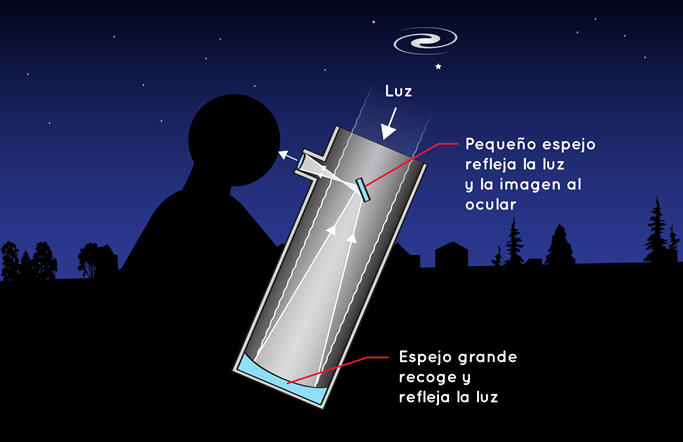 Luz
Pequeño espejo
refleja la luz
y la imagen al
ocular
Espejo grande
recoge y
refleja la luz